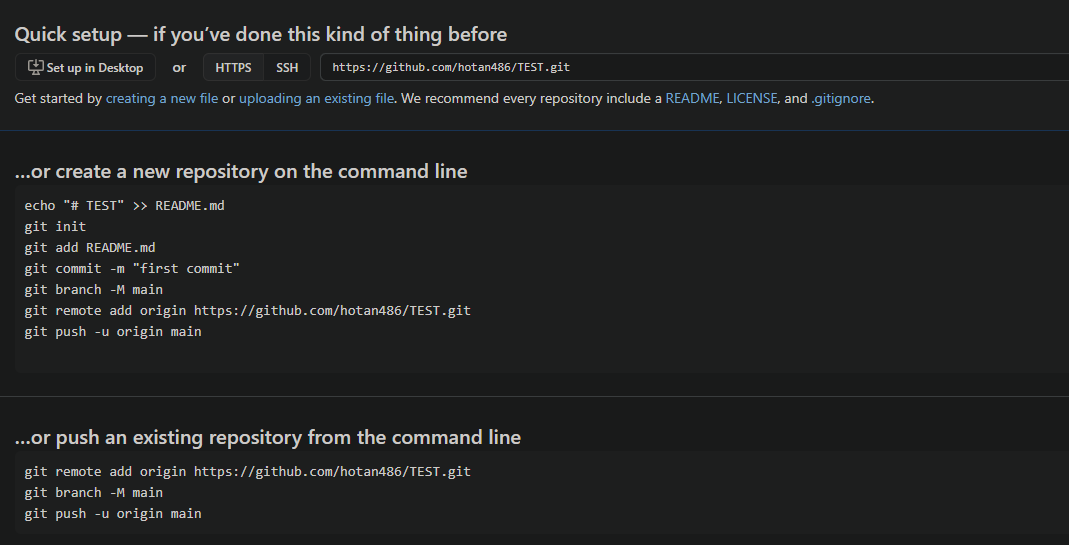 Quick setup — if you’ve done this kind of thing before
Set up in Desktop or HTTPS SSH https://github.com/hotan486/TEST.git
Get started by creating a new file or uploading an existing file. We recommend every repository include a README, LICENSE, and .gitignore.
…or create a new repository on the command line
echo "# TEST" >> README.md
git init
git add README.md
git commit -m "first commit"
git branch -M main
git remote add origin https://github.com/hotan486/TEST.git
git push -u origin main
…or push an existing repository from the command line
git remote add origin https://github.com/hotan486/TEST.git
git branch -M main
git push -u origin main